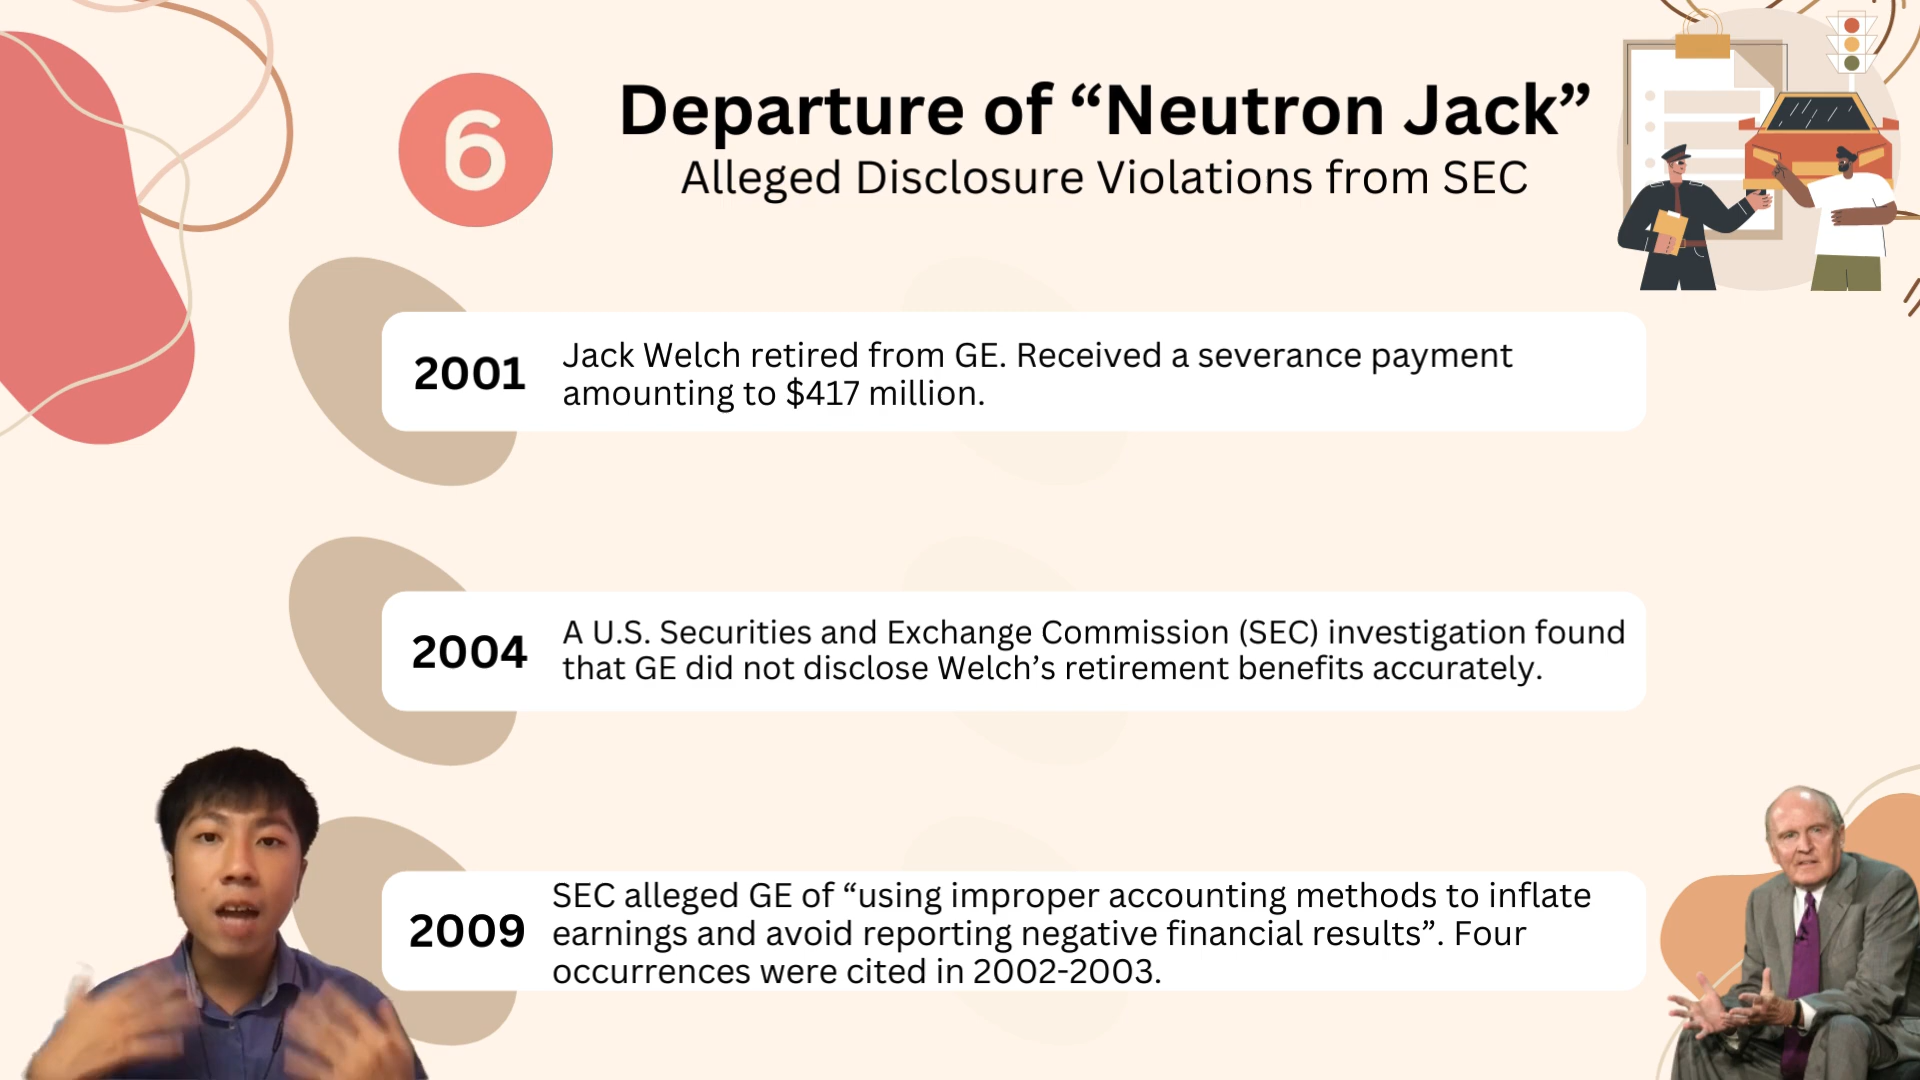 6
Departure of “Neutron Jack”
Alleged Disclosure Violations from SEC
2001
Jack Welch retired from GE. Received a severance payment
amounting to $417 million.
2004
A U.S. Securities and Exchange Commission (SEC) investigation found
that GE did not disclose Welch’s retirement benefits accurately.
2009
SEC alleged GE of “using improper accounting methods to inflate
earnings and avoid reporting negative financial results”. Four
occurrences were cited in 2002-2003.